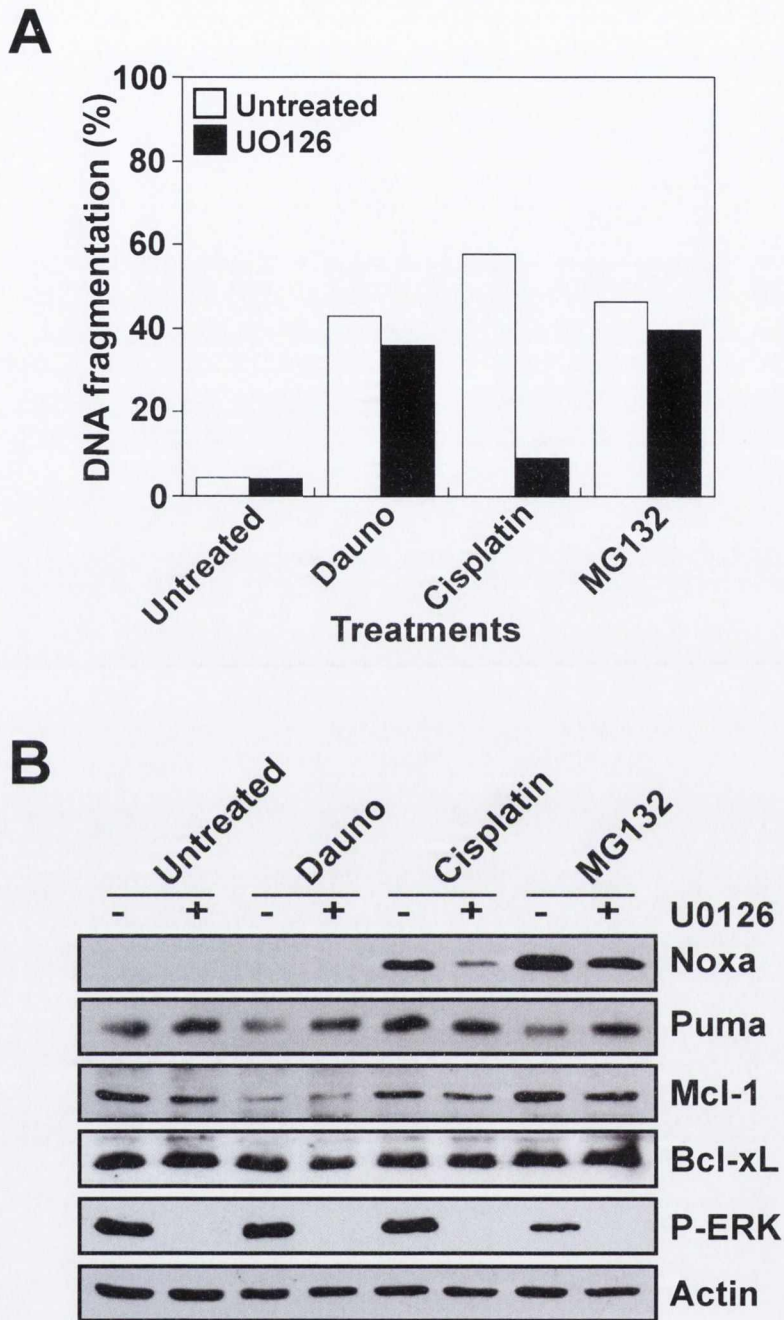 A
DNA fragmentation (%)
100
80
60
40
20
0
Untreated
UO126
Untreated
Dauno
Cisplatin
MG132
Treatments
B
Untreated
Dauno
Cisplatin
MG132
- + - + - + - + U0126
Noxa
Puma
Mcl-1
Bcl-xL
P-ERK
Actin